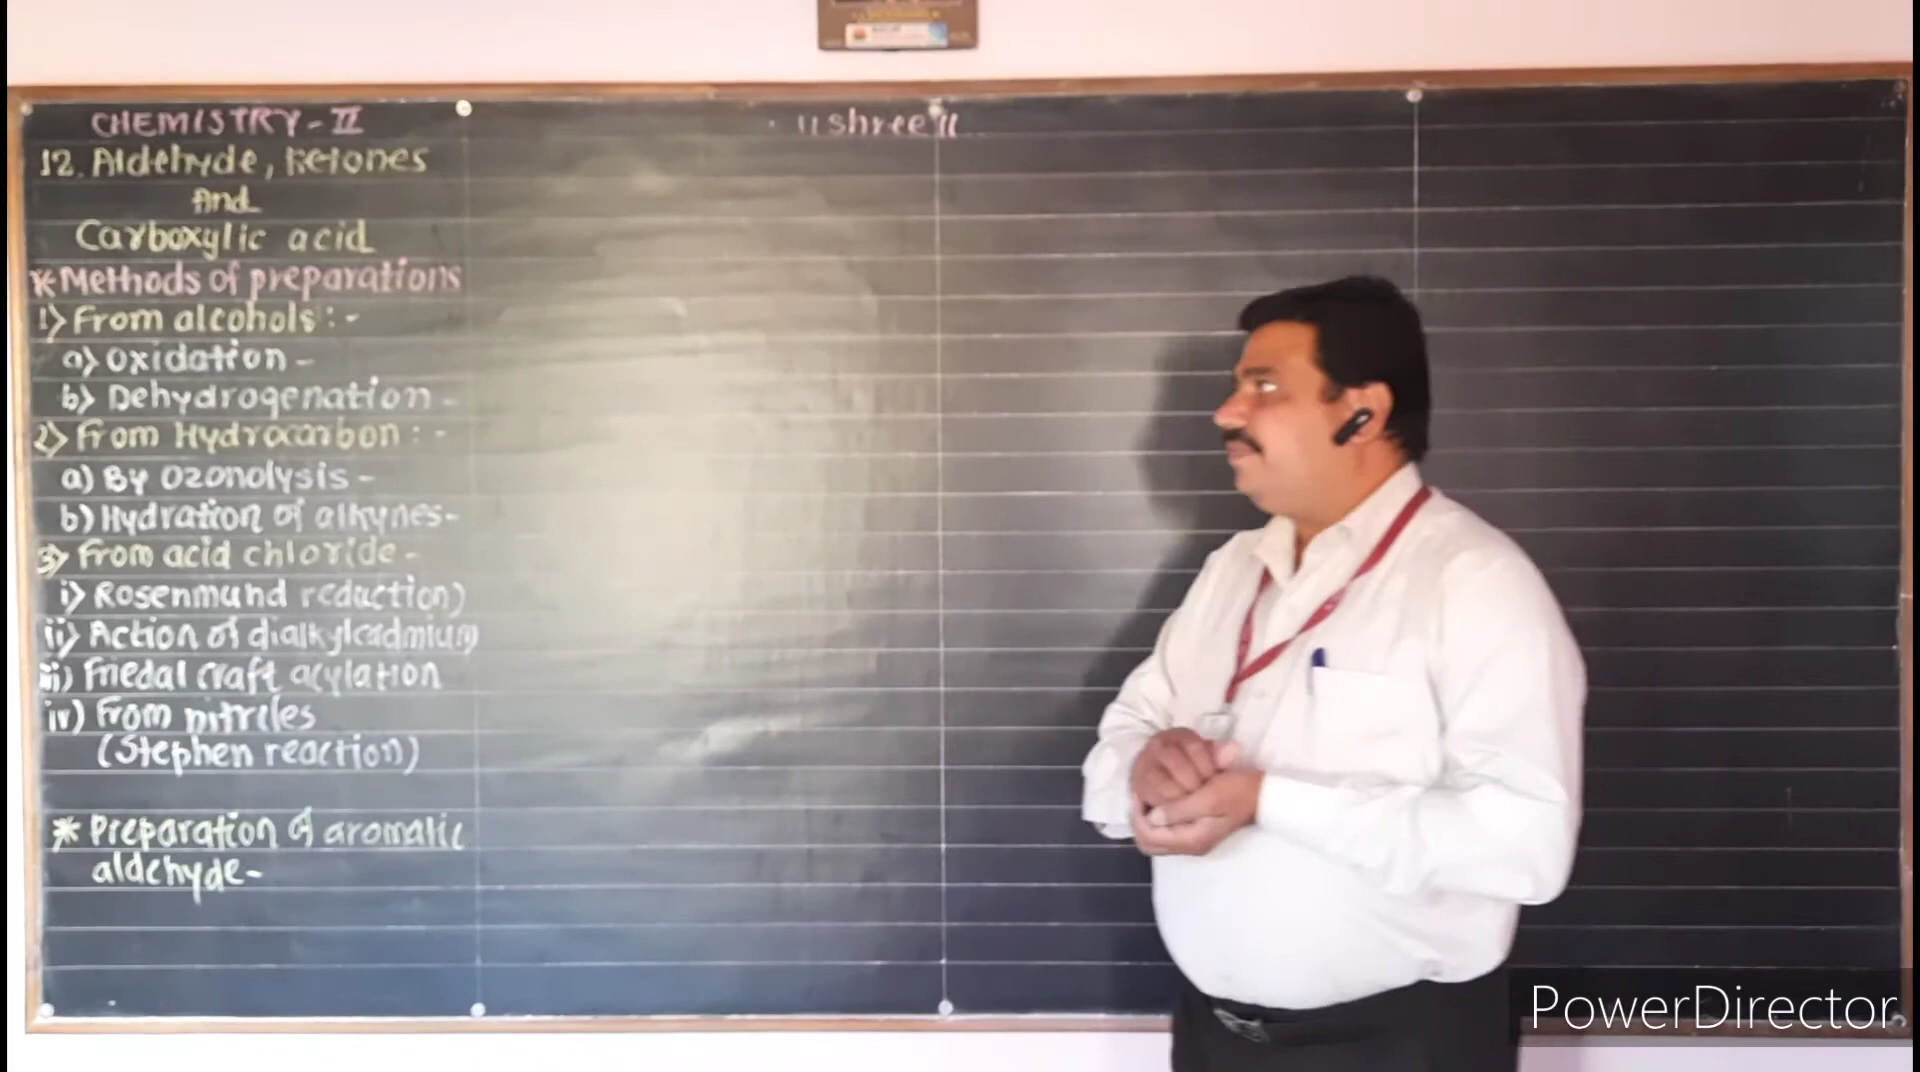 CHEMISTRY-II
12. Aldehyde, Ketones
And
Carboxylic acid
*Methods of preparations
1) From alcohols:-
a) Oxidation -
b) Dehydrogenation -
2) From Hydrocarbon :-
a) By Ozonolysis -
b) Hydration of alkynes-
3) From acid chloride -
i) Rosenmund reduction)
ii) Action of dialkylcadmium
iii) Friedal craft acylation
iv) From nitriles
(Stephen reaction)
* Preparation of aromatic
aldehyde-
॥ shree ॥
PowerDirector